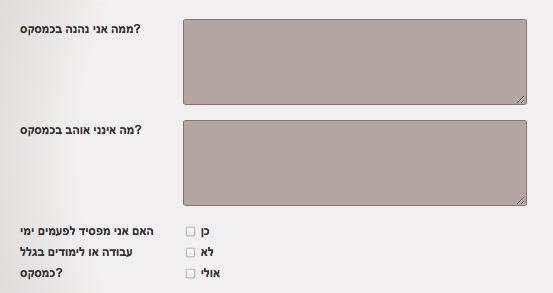 ממה אני נהנה בכמסקס?
מה אינני אוהב בכמסקס?
האם אני מפסיד לפעמים ימי
עבודה או לימודים בגלל
כמסקס?
כן
לא
אולי